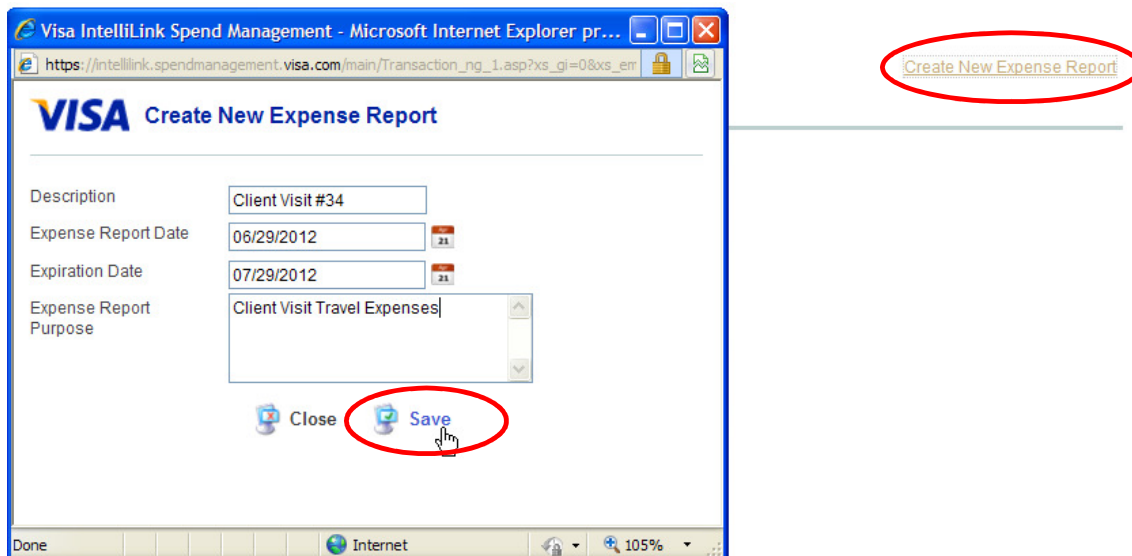 Visa IntelliLink Spend Management - Microsoft Internet Explorer pr...
https://intellilink.spendmanagement.visa.com/main/Transaction_ng_1.asp?xs_gi=0&xs_em
Create New Expense Report
VISA Create New Expense Report
Description Client Visit #34
Expense Report Date 06/29/2012
Expiration Date 07/29/2012
Expense Report Client Visit Travel Expenses
Purpose
Close Save
Done Internet 105%